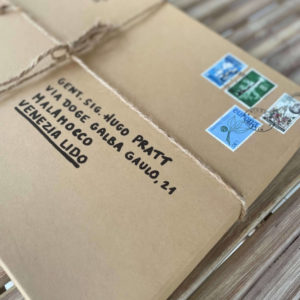 GENT. SIG. HUGO PRATT
VIA DOGE GALBA GAULO, 21
MALAMOCCO
VENEZIA LIDO